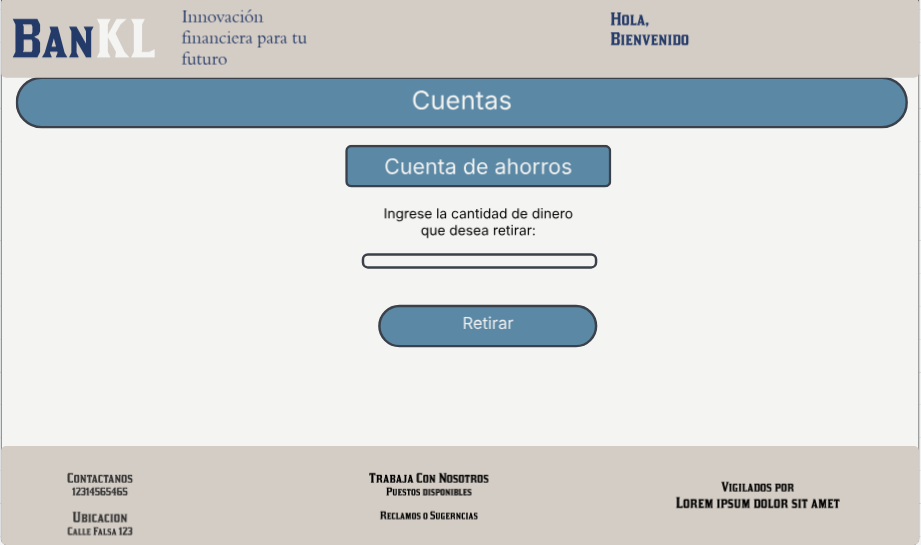 BanKL
Innovación
financiera para tu
futuro
Hola,
Bienvenido
Cuentas
Cuenta de ahorros
Ingrese la cantidad de dinero
que desea retirar:
Retirar
Contactanos
12314565465
Ubicacion
Calle Falsa 123
Trabaja Con Nosotros
Puestos disponibles
Reclamos o Sugerncias
Vigilados por
Lorem ipsum dolor sit amet